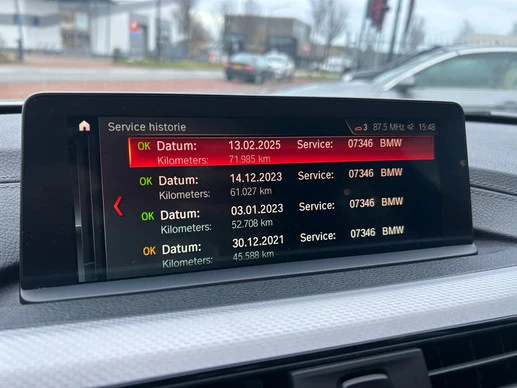 Service historie 3 87.5 MHz 15:48
OK Datum: 13.02.2025 Service: 07346 BMW
Kilometers: 71.985 km
OK Datum: 14.12.2023 Service: 07346 BMW
Kilometers: 61.027 km
OK Datum: 03.01.2023 Service: 07346 BMW
Kilometers: 52.708 km
OK Datum: 30.12.2021 Service: 07346 BMW
Kilometers: 45.588 km